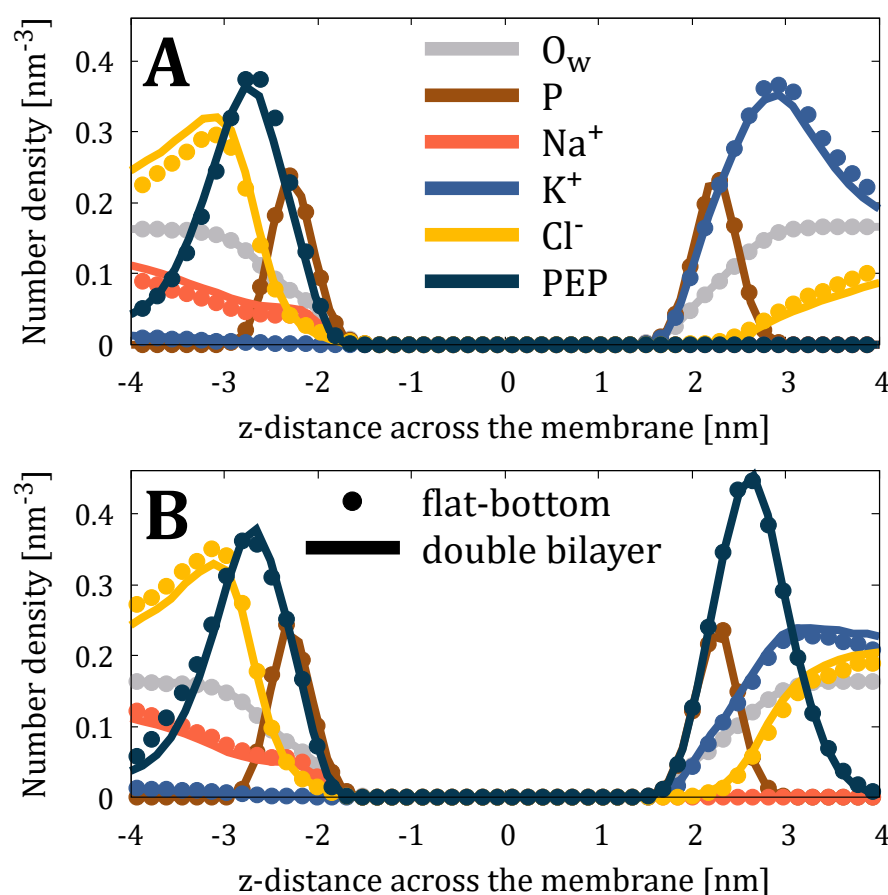 A
Number density [nm⁻³]
0.4
0.3
0.2
0.1
0
O_w
P
Na⁺
K⁺
Cl⁻
PEP
-4 -3 -2 -1 0 1 2 3 4
z-distance across the membrane [nm]
B
Number density [nm⁻³]
0.4
0.3
0.2
0.1
0
flat-bottom
double bilayer
-4 -3 -2 -1 0 1 2 3 4
z-distance across the membrane [nm]